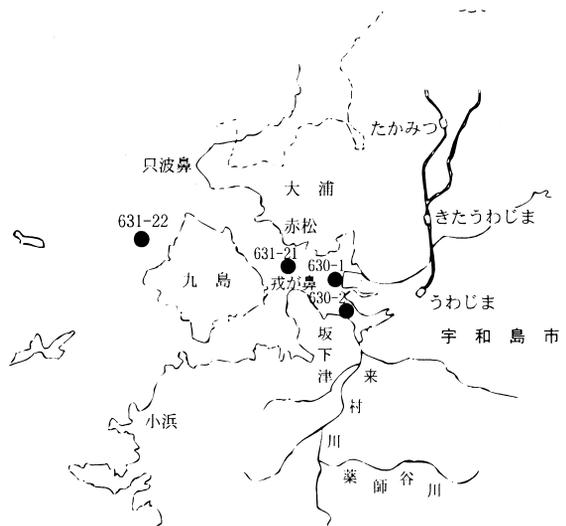 たかみつ
只波鼻
大浦
きたうわじま
631-22
赤松
631-21
630-1
九島
戎が鼻
630-2
うわじま
宇和島市
坂下津
来村川
小浜
薬師谷川